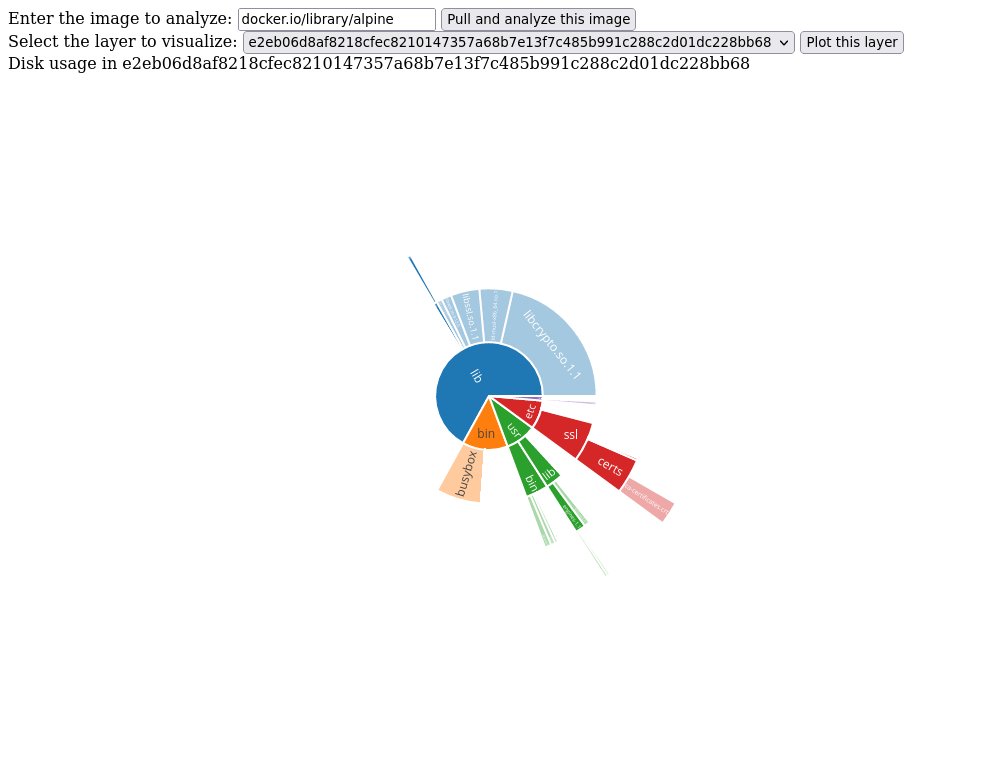 Enter the image to analyze: docker.io/library/alpine Pull and analyze this image
Select the layer to visualize: e2eb06d8af8218cfec8210147357a68b7e13f7c485b991c288c2d01dc228bb68 Plot this layer
Disk usage in e2eb06d8af8218cfec8210147357a68b7e13f7c485b991c288c2d01dc228bb68
libssl.so.1.1
libcrypto.so.1.1
lib
etc
usr
bin
ssl
certs
busybox
lib
bin